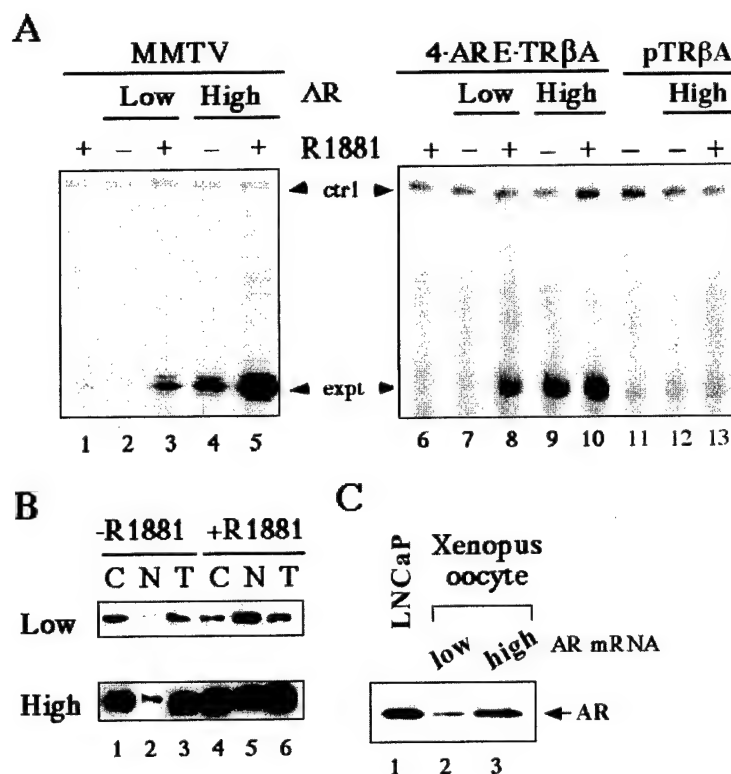 A
MMTV
Low High AR
+ – + – + R1881
ctrl
expt
1 2 3 4 5
4-ARE-TRβA pTRβA
Low High High
+ – + – + – – +
6 7 8 9 10 11 12 13
B
-R1881 +R1881
C N T C N T
Low
High
1 2 3 4 5 6
C
LNCaP
Xenopus
oocyte
low high AR mRNA
AR
1 2 3